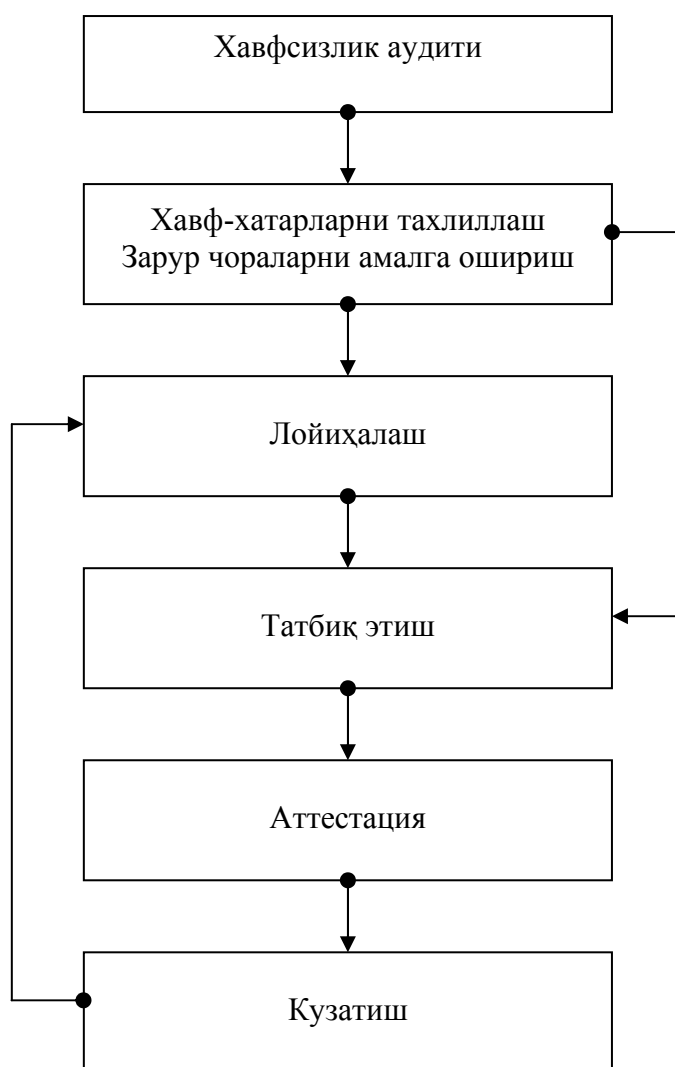 Хавфсизлик аудити
Хавф-хатарларни тахлиллаш
Зарур чораларни амалга ошириш
Лойиҳалаш
Татбиқ этиш
Аттестация
Кузатиш